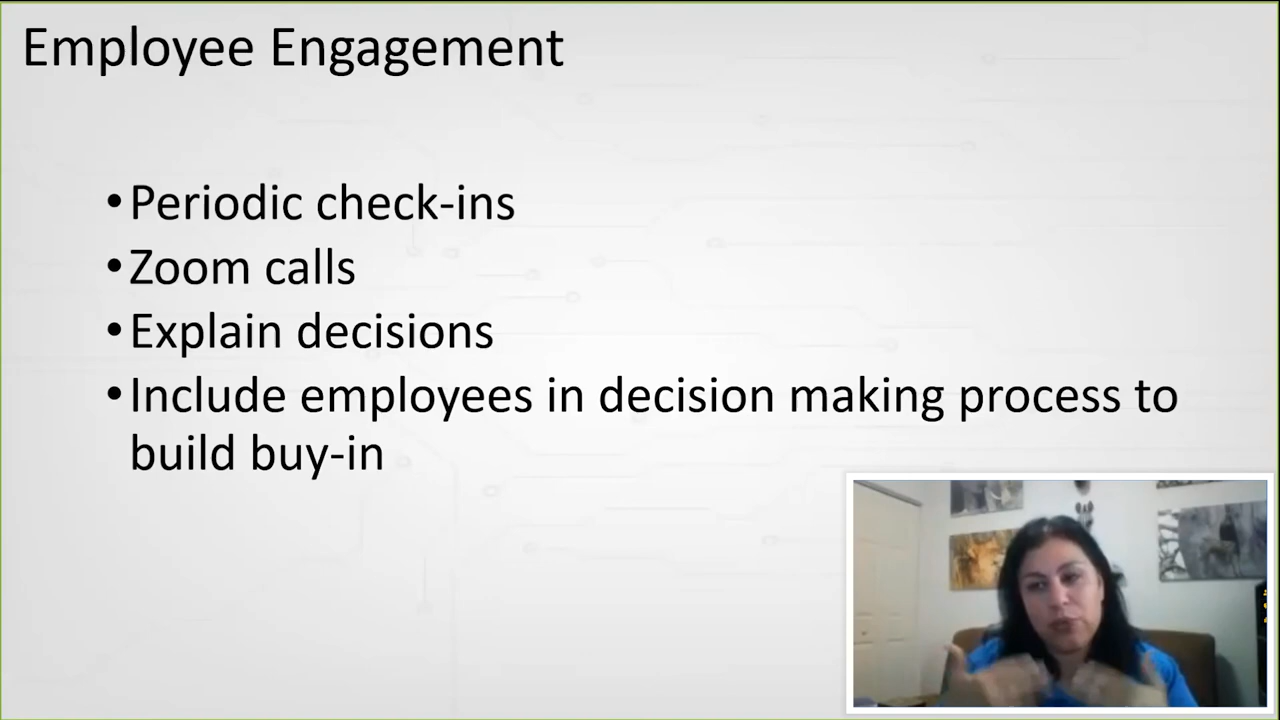 Employee Engagement
•Periodic check-ins
•Zoom calls
•Explain decisions
•Include employees in decision making process to
build buy-in